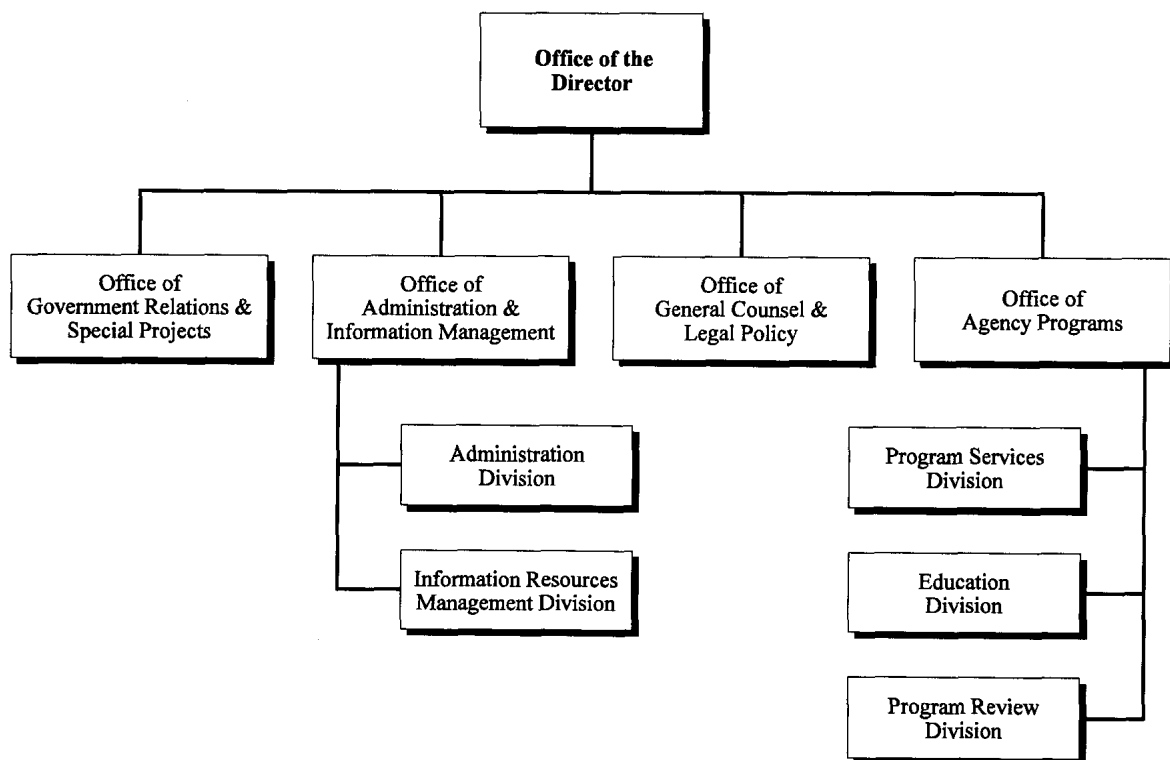 Office of the
Director
Office of
Government Relations &
Special Projects
Office of
Administration &
Information Management
Office of
General Counsel &
Legal Policy
Office of
Agency Programs
Administration
Division
Information Resources
Management Division
Program Services
Division
Education
Division
Program Review
Division